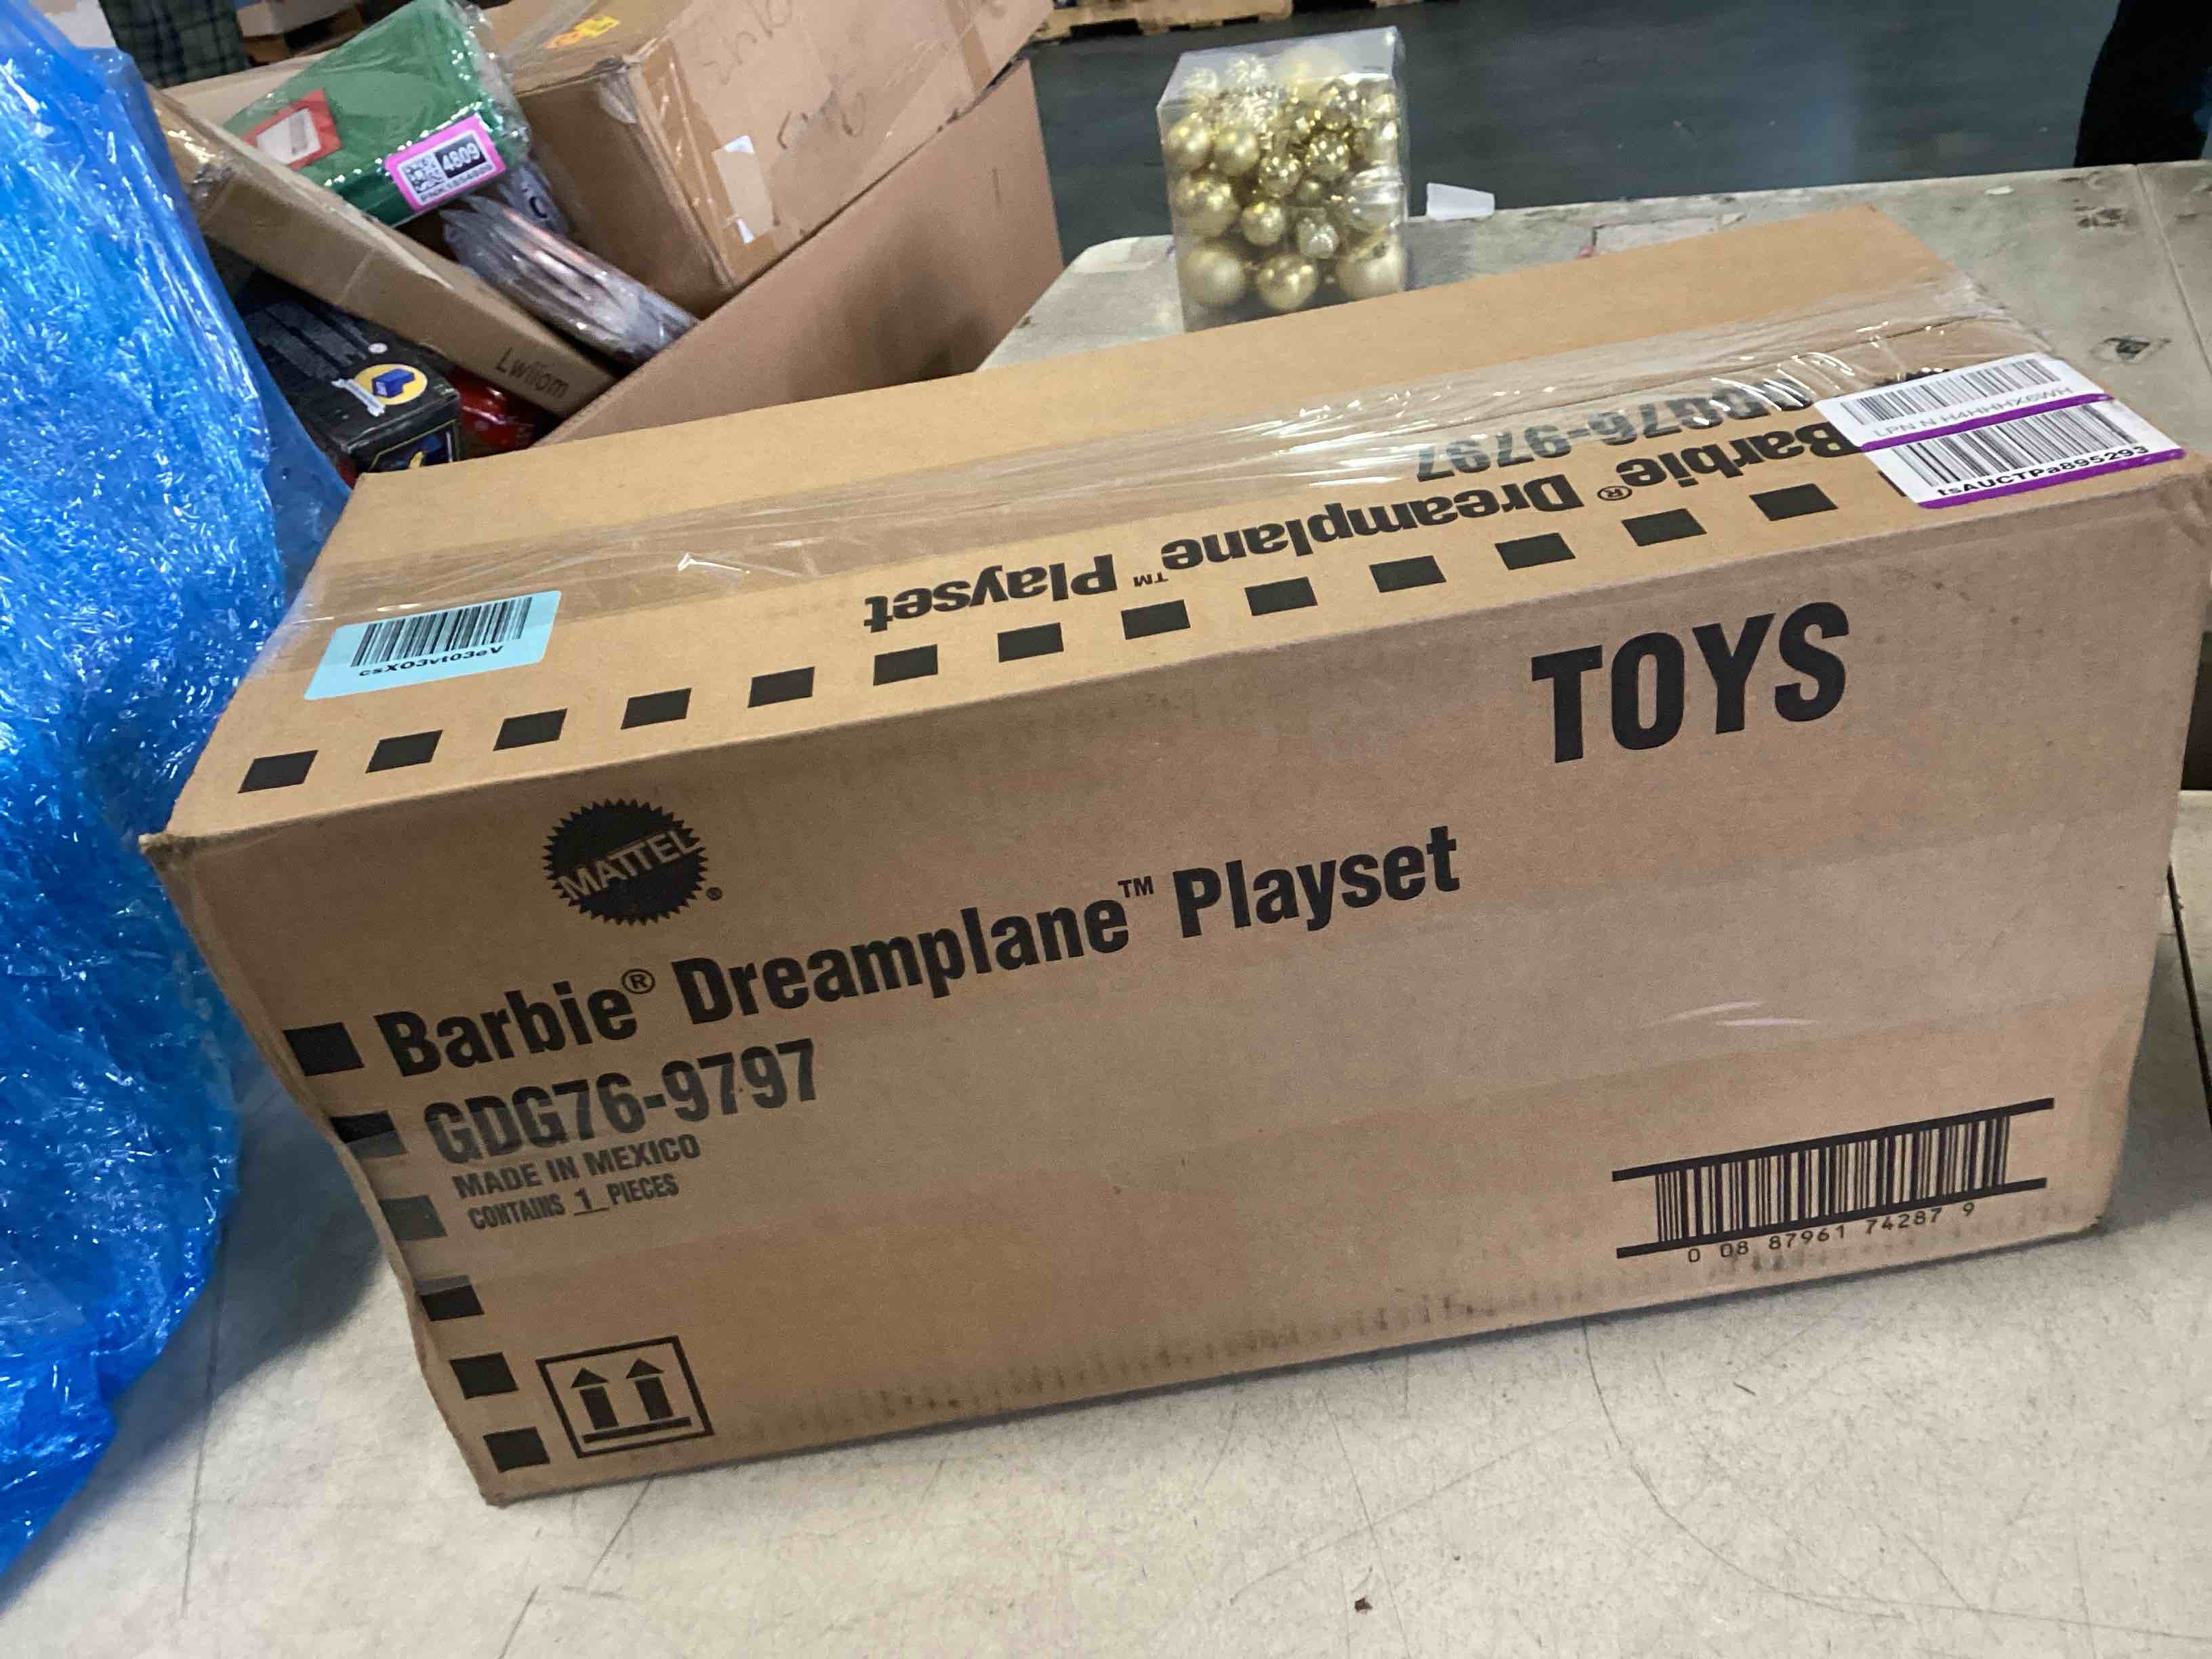 4809
Lwiiom
LPN N H4HHHX6WH
tsAUCTPa895293
GDG76-9797
Barbie® Dreamplane™ Playset
csXO3vt03eV
TOYS
MATTEL®
Barbie® Dreamplane™ Playset
GDG76-9797
MADE IN MEXICO
CONTAINS 1 PIECES
0 08 87961 74287 9